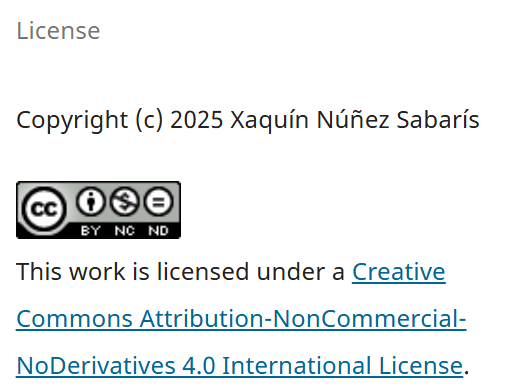 License
Copyright (c) 2025 Xaquín Núñez Sabarís
cc
BY NC ND
This work is licensed under a Creative
Commons Attribution-NonCommercial-
NoDerivatives 4.0 International License.